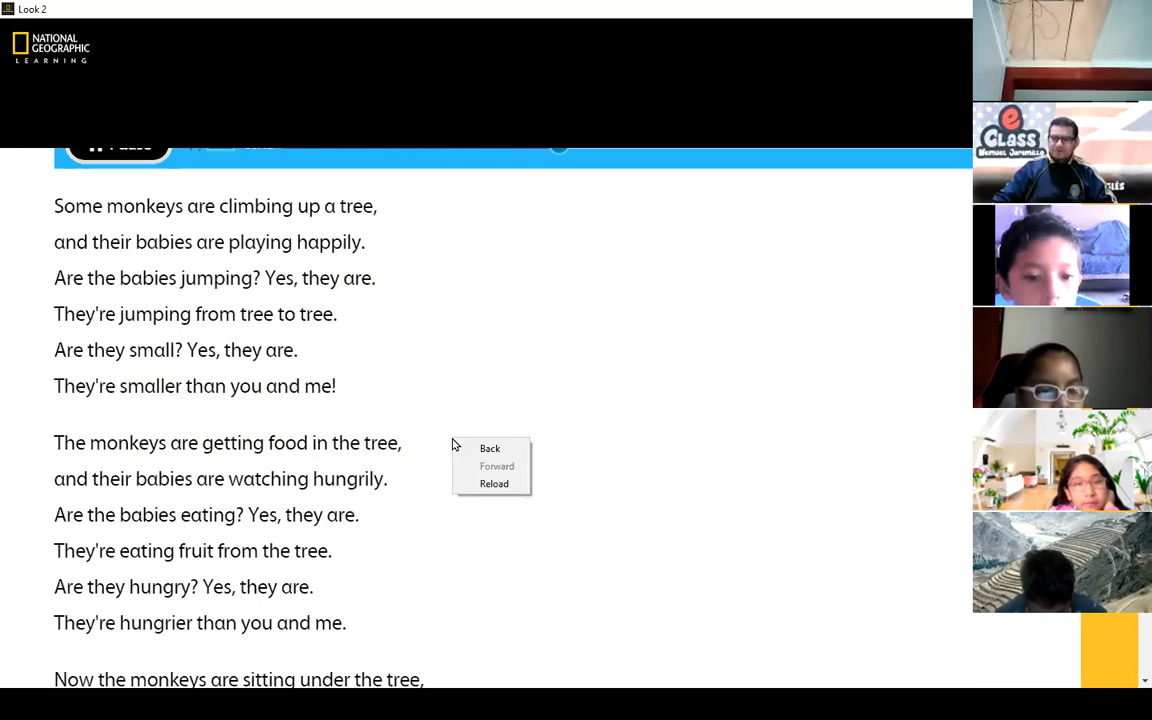 Look 2
NATIONAL
GEOGRAPHIC
LEARNING
Some monkeys are climbing up a tree,
and their babies are playing happily.
Are the babies jumping? Yes, they are.
They're jumping from tree to tree.
Are they small? Yes, they are.
They're smaller than you and me!
The monkeys are getting food in the tree,
and their babies are watching hungrily.
Are the babies eating? Yes, they are.
They're eating fruit from the tree.
Are they hungry? Yes, they are.
They're hungrier than you and me.
Now the monkeys are sitting under the tree,
Back
Forward
Reload
e
Class